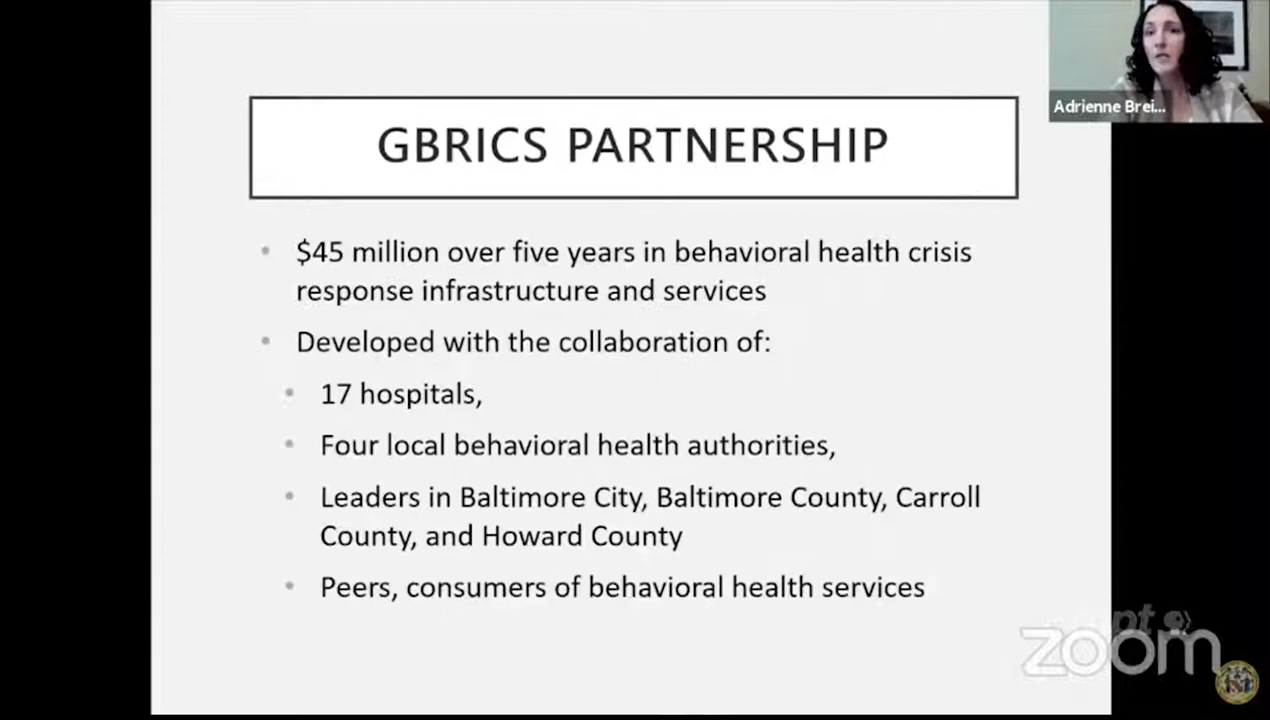 Adrienne Brei...
GBRICS PARTNERSHIP
• $45 million over five years in behavioral health crisis
response infrastructure and services
• Developed with the collaboration of:
• 17 hospitals,
• Four local behavioral health authorities,
• Leaders in Baltimore City, Baltimore County, Carroll
County, and Howard County
• Peers, consumers of behavioral health services
zoom